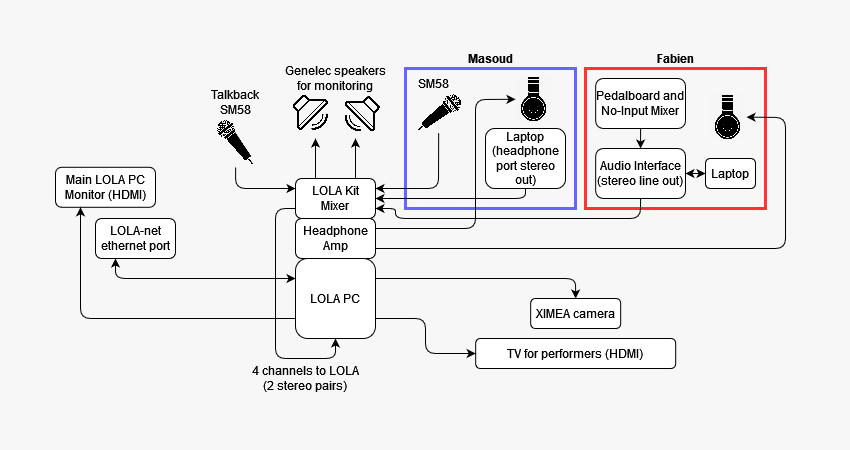 Masoud
Fabien
Genelec speakers
for monitoring
SM58
Talkback
SM58
Pedalboard and
No-Input Mixer
Laptop
(headphone
port stereo
out)
Audio Interface
(stereo line out)
Laptop
Main LOLA PC
Monitor (HDMI)
LOLA Kit
Mixer
LOLA-net
ethernet port
Headphone
Amp
LOLA PC
XIMEA camera
TV for performers (HDMI)
4 channels to LOLA
(2 stereo pairs)